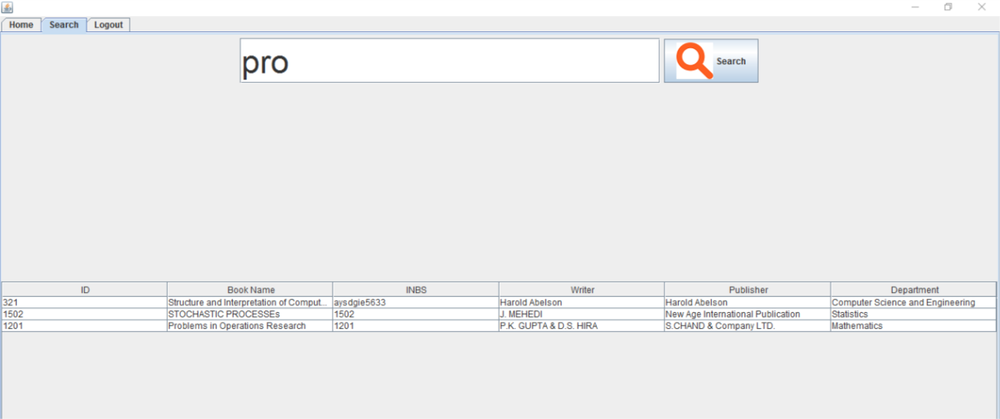 Home Search Logout
pro Search
ID Book Name INBS Writer Publisher Department
321 Structure and Interpretation of Comput... aysdgie5633 Harold Abelson Harold Abelson Computer Science and Engineering
1502 STOCHASTIC PROCESSEs 1502 J. MEHEDI New Age International Publication Statistics
1201 Problems in Operations Research 1201 P.K. GUPTA & D.S. HIRA S.CHAND & Company LTD. Mathematics